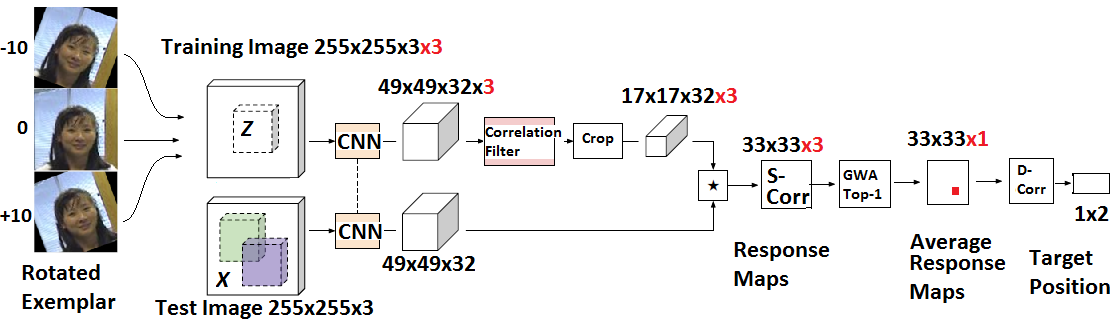 -10
0
+10
Rotated
Exemplar
Training Image 255x255x3x3
Z
X
Test Image 255x255x3
CNN
CNN
49x49x32x3
49x49x32
Correlation
Filter
Crop
17x17x32x3
★
33x33x3
S-
Corr
Response
Maps
GWA
Top-1
33x33x1
Average
Response
Maps
D-
Corr
1x2
Target
Position